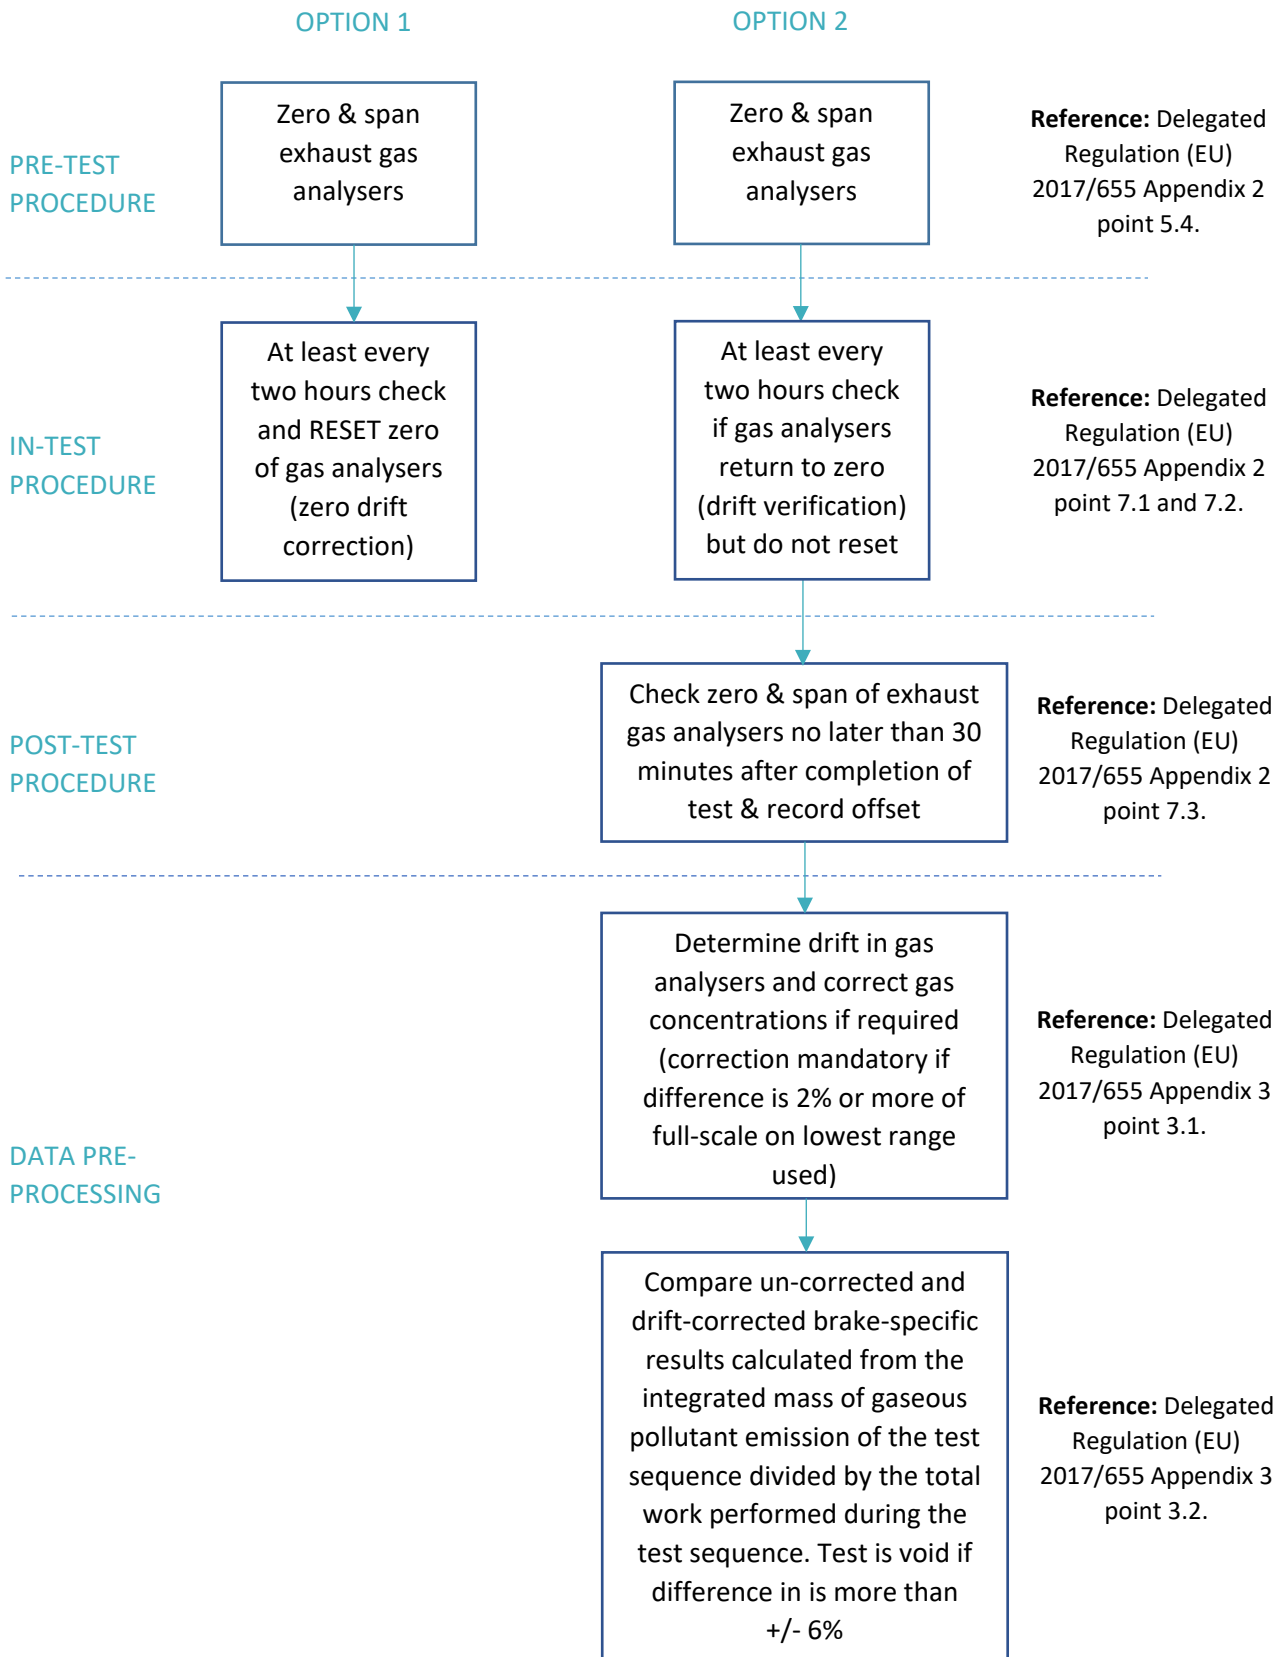 OPTION 1
OPTION 2
PRE-TEST
PROCEDURE
Zero & span
exhaust gas
analysers
Zero & span
exhaust gas
analysers
Reference: Delegated
Regulation (EU)
2017/655 Appendix 2
point 5.4.
IN-TEST
PROCEDURE
At least every
two hours check
and RESET zero
of gas analysers
(zero drift
correction)
At least every
two hours check
if gas analysers
return to zero
(drift verification)
but do not reset
Reference: Delegated
Regulation (EU)
2017/655 Appendix 2
point 7.1 and 7.2.
POST-TEST
PROCEDURE
Check zero & span of exhaust
gas analysers no later than 30
minutes after completion of
test & record offset
Reference: Delegated
Regulation (EU)
2017/655 Appendix 2
point 7.3.
DATA PRE-
PROCESSING
Determine drift in gas
analysers and correct gas
concentrations if required
(correction mandatory if
difference is 2% or more of
full-scale on lowest range
used)
Reference: Delegated
Regulation (EU)
2017/655 Appendix 3
point 3.1.
Compare un-corrected and
drift-corrected brake-specific
results calculated from the
integrated mass of gaseous
pollutant emission of the test
sequence divided by the total
work performed during the
test sequence. Test is void if
difference in is more than
+/- 6%
Reference: Delegated
Regulation (EU)
2017/655 Appendix 3
point 3.2.